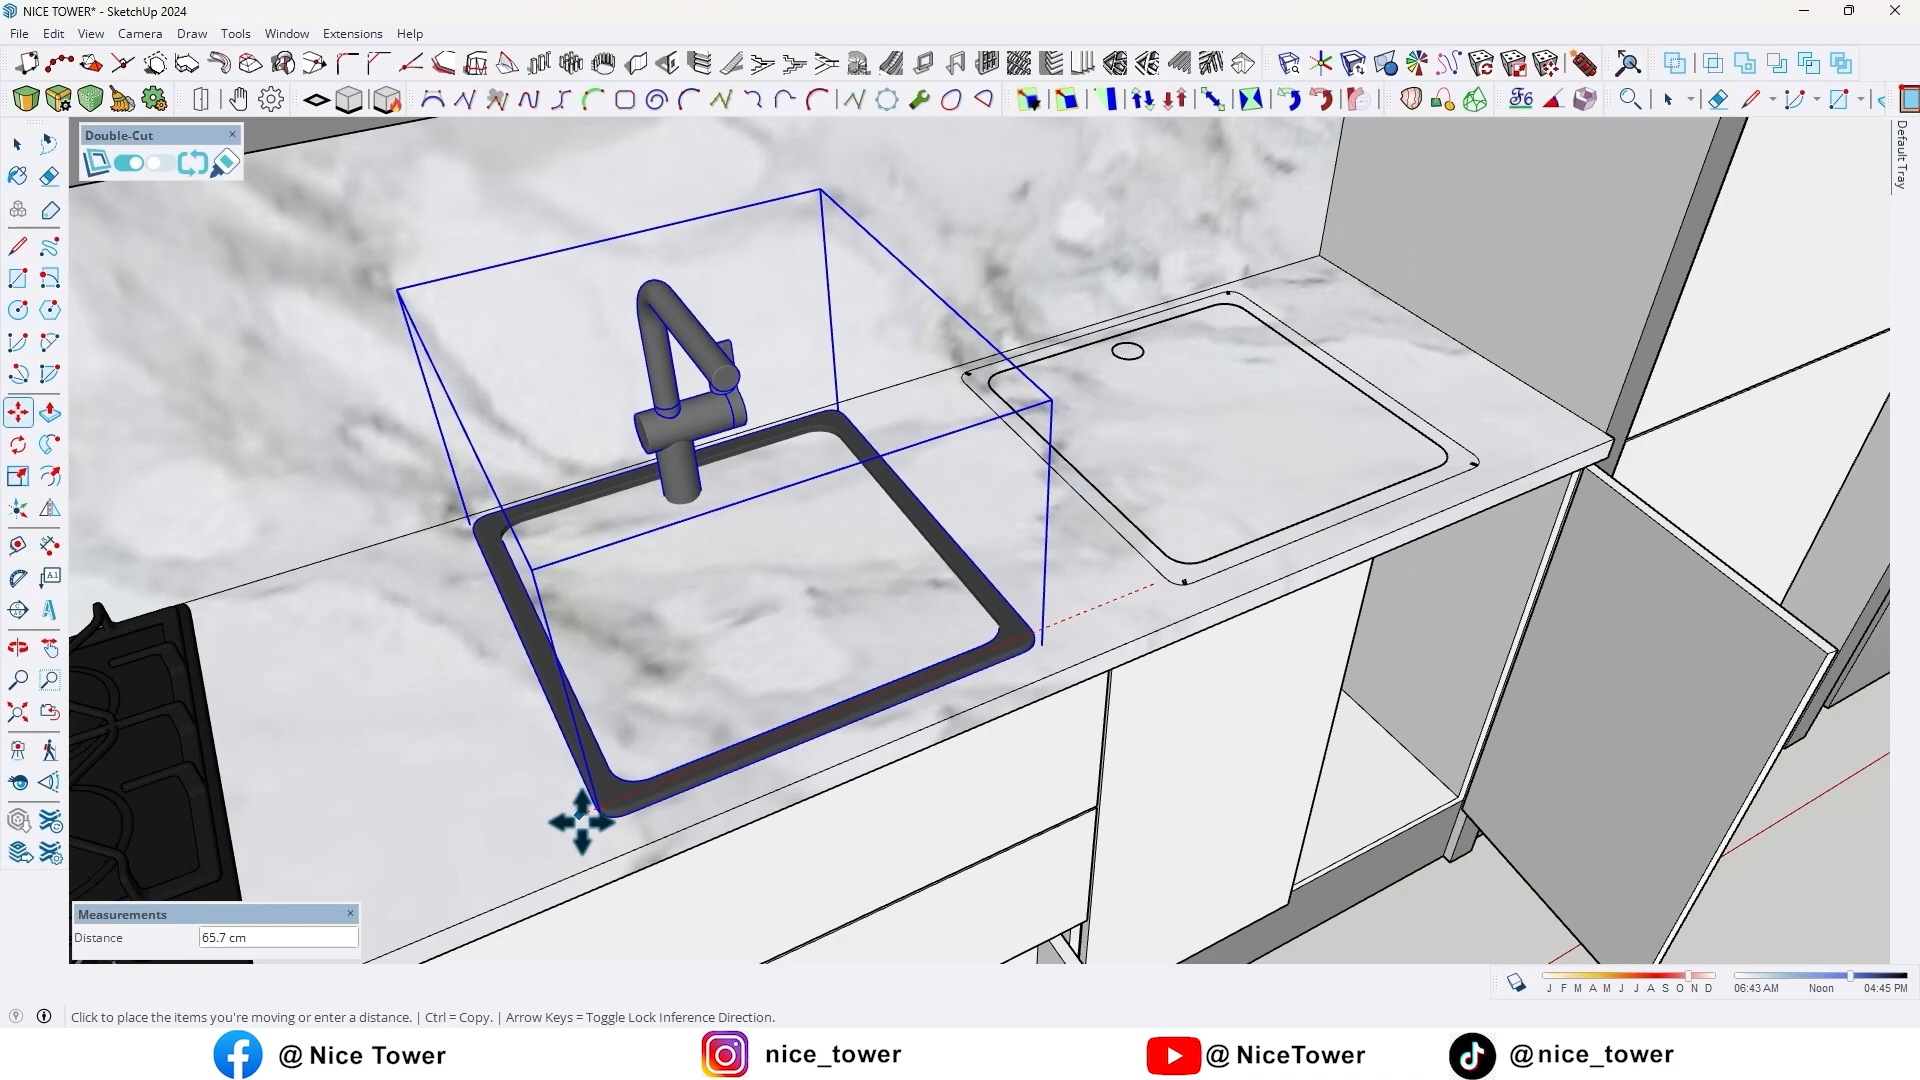 NICE TOWER* - SketchUp 2024
File Edit View Camera Draw Tools Window Extensions Help
F6
Double-Cut
Default Tray
A1
Measurements
Distance 65.7 cm
J F M A M J J A S O N D 06:43 AM Noon 04:45 PM
Click to place the items you're moving or enter a distance. | Ctrl = Copy. | Arrow Keys = Toggle Lock Inference Direction.
@ Nice Tower nice_tower @ NiceTower @nice_tower